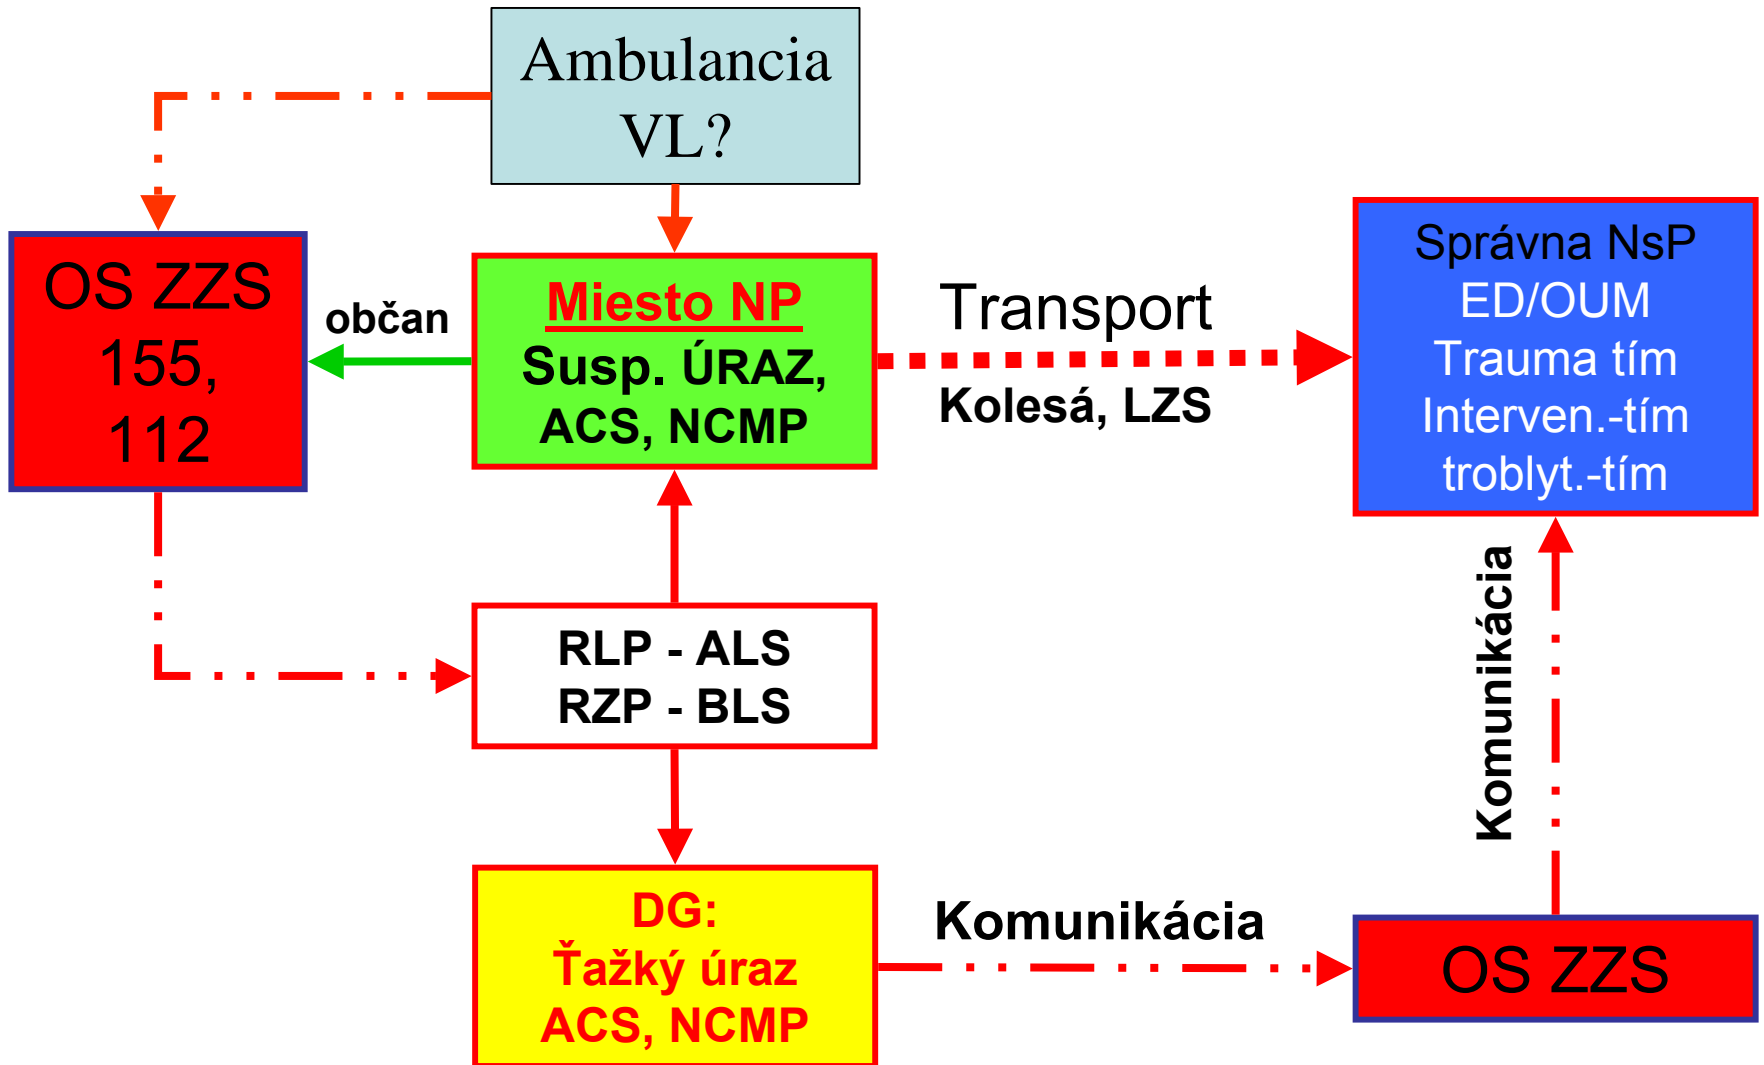 Ambulancia
VL?
OS ZZS
155,
112
občan
Miesto NP
Susp. ÚRAZ,
ACS, NCMP
Transport
Kolesá, LZS
Správna NsP
ED/OUM
Trauma tím
Interven.-tím
troblyt.-tím
RLP - ALS
RZP - BLS
Komunikácia
DG:
Ťažký úraz
ACS, NCMP
Komunikácia
OS ZZS